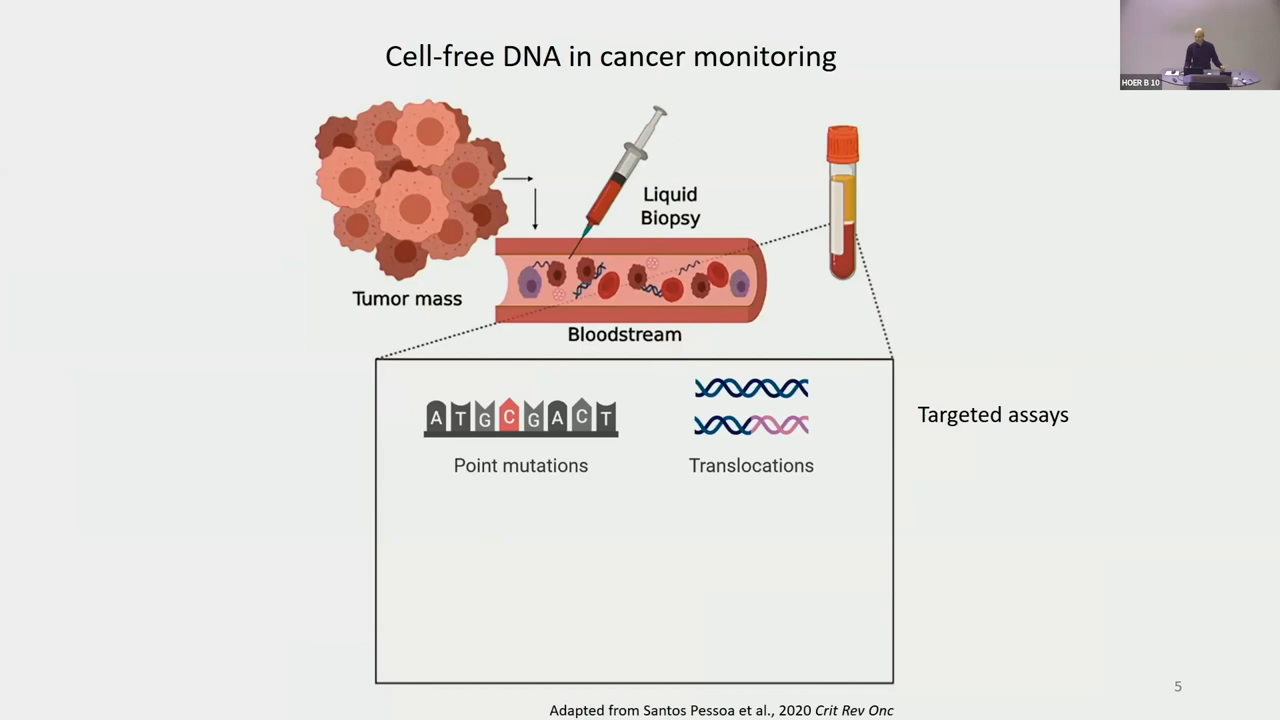 Cell-free DNA in cancer monitoring
HOER B 10
Liquid
Biopsy
Tumor mass
Bloodstream
ATGCGACT
Point mutations
Translocations
Targeted assays
5
Adapted from Santos Pessoa et al., 2020 Crit Rev Onc